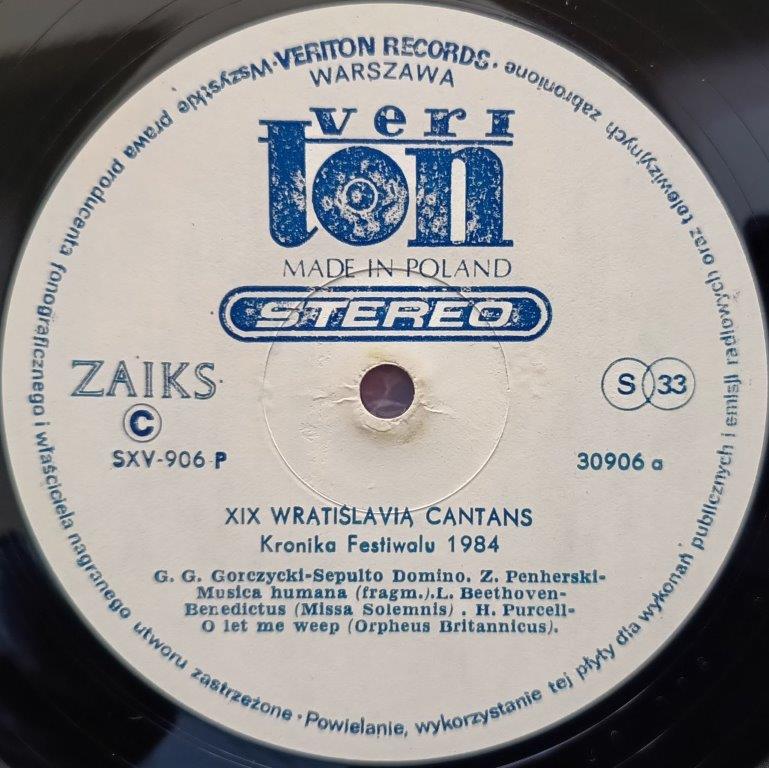 VERITON RECORDS
WARSZAWA
veri
ton
MADE IN POLAND
STEREO
ZAIKS
©
SXV-906 P
S 33
30906 a
XIX WRATISLAVIA CANTANS
Kronika Festiwalu 1984
G. G. Gorczycki-Sepulto Domino. Z. Penherski-
Musica humana (fragm.).L. Beethoven-
Benedictus (Missa Solemnis) . H. Purcell-
O let me weep (Orpheus Britannicus).
Wszystkie prawa producenta fonograficznego i właściciela nagranego utworu zastrzeżone · Powielanie, wykorzystanie tej płyty dla wykonań publicznych i emisji radiowych oraz telewizyjnych zabronione ·